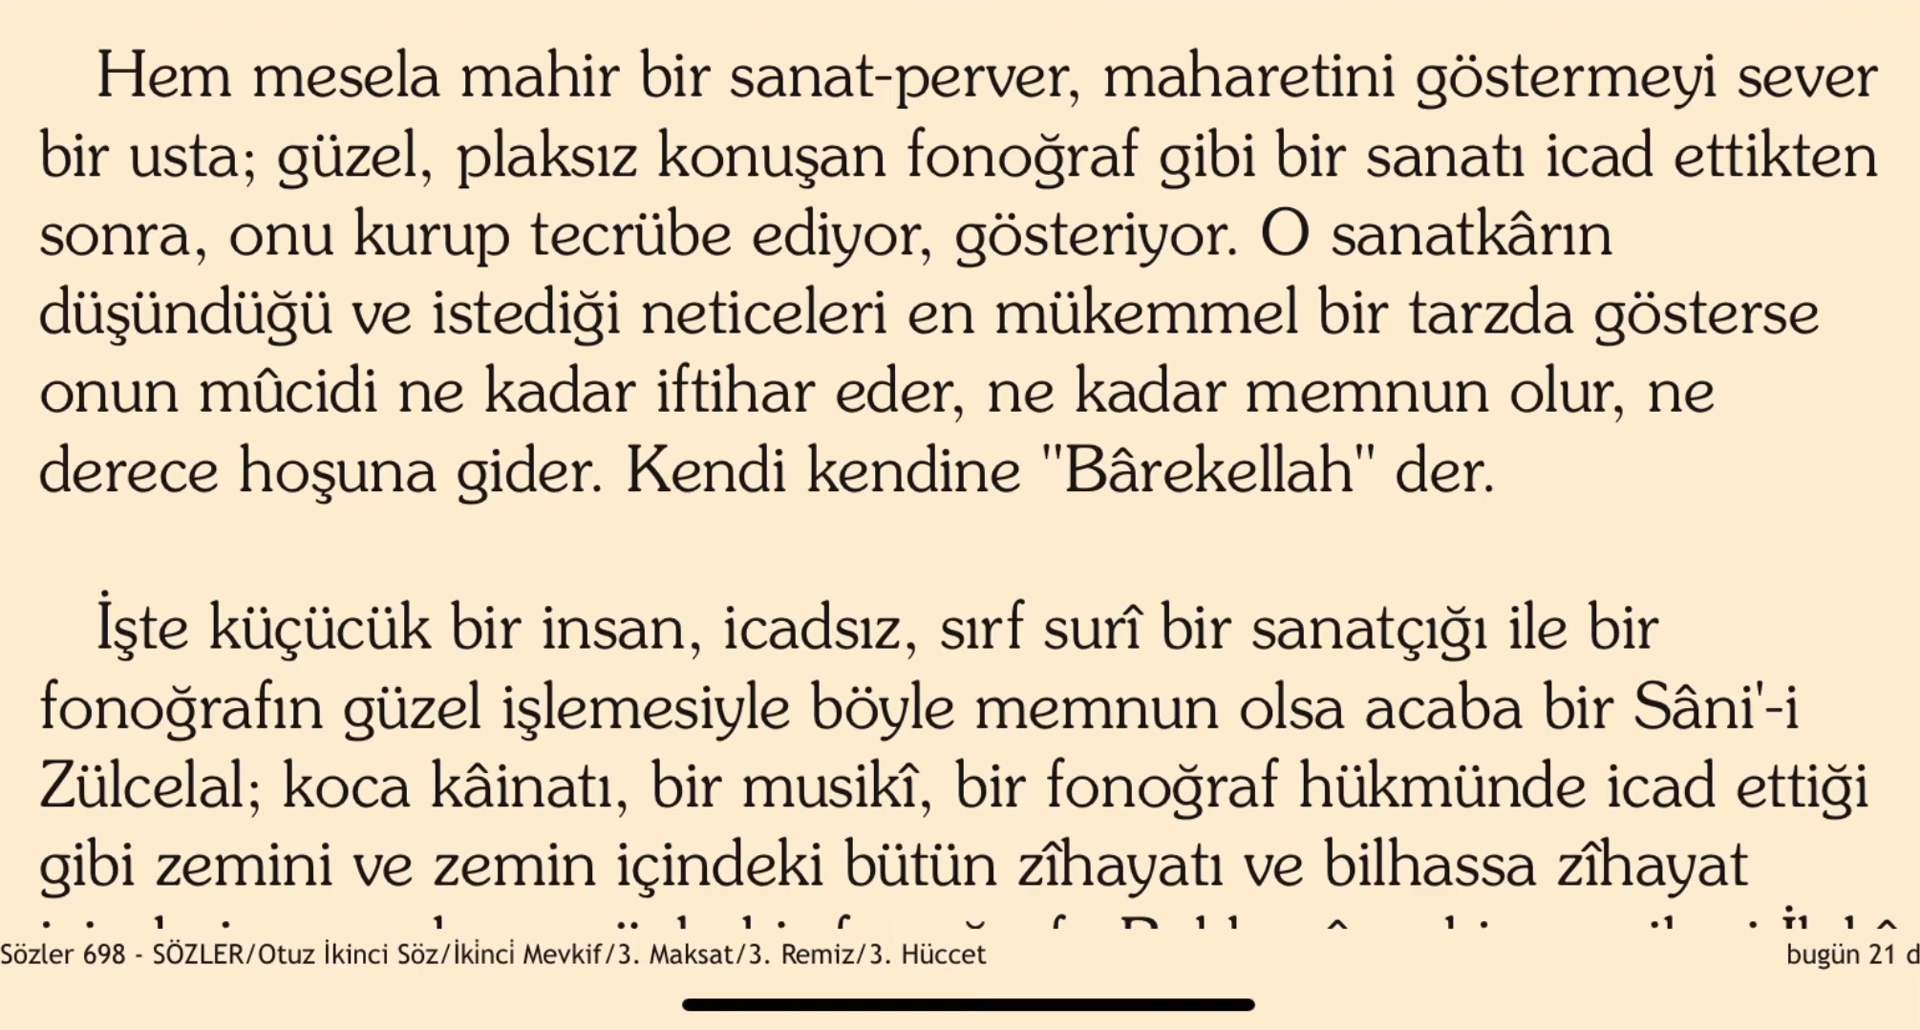 Hem mesela mahir bir sanat-perver, maharetini göstermeyi sever
bir usta; güzel, plaksız konuşan fonoğraf gibi bir sanatı icad ettikten
sonra, onu kurup tecrübe ediyor, gösteriyor. O sanatkârın
düşündüğü ve istediği neticeleri en mükemmel bir tarzda gösterse
onun mûcidi ne kadar iftihar eder, ne kadar memnun olur, ne
derece hoşuna gider. Kendi kendine "Bârekellah" der.
İşte küçücük bir insan, icadsız, sırf surî bir sanatçığı ile bir
fonoğrafın güzel işlemesiyle böyle memnun olsa acaba bir Sâni'-i
Zülcelal; koca kâinatı, bir musikî, bir fonoğraf hükmünde icad ettiği
gibi zemini ve zemin içindeki bütün zîhayatı ve bilhassa zîhayat
Sözler 698 - SÖZLER/Otuz İkinci Söz/İkinci Mevkif/3. Maksat/3. Remiz/3. Hüccet
bugün 21 d